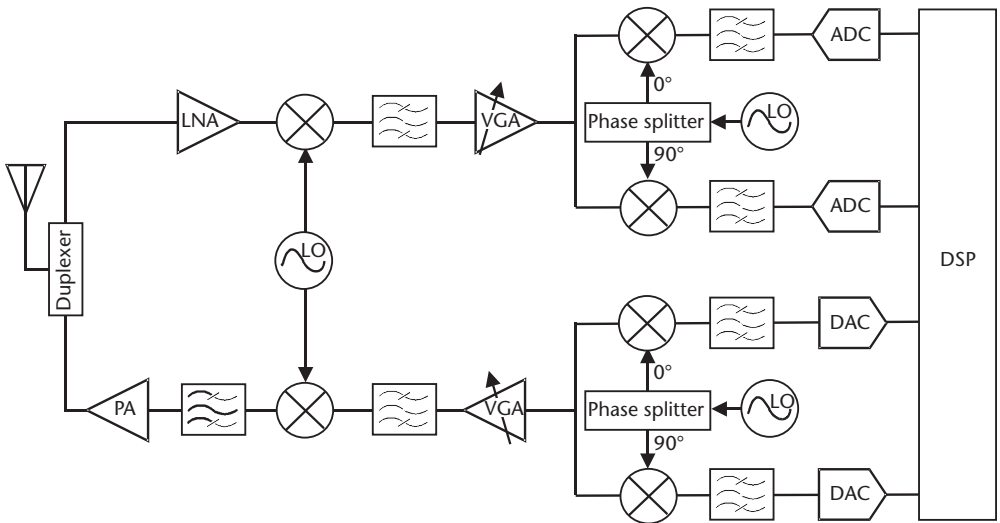 ADC
LNA
VGA
0°
Phase splitter
LO
90°
ADC
LO
Duplexer
DSP
DAC
0°
PA
VGA
Phase splitter
LO
90°
DAC